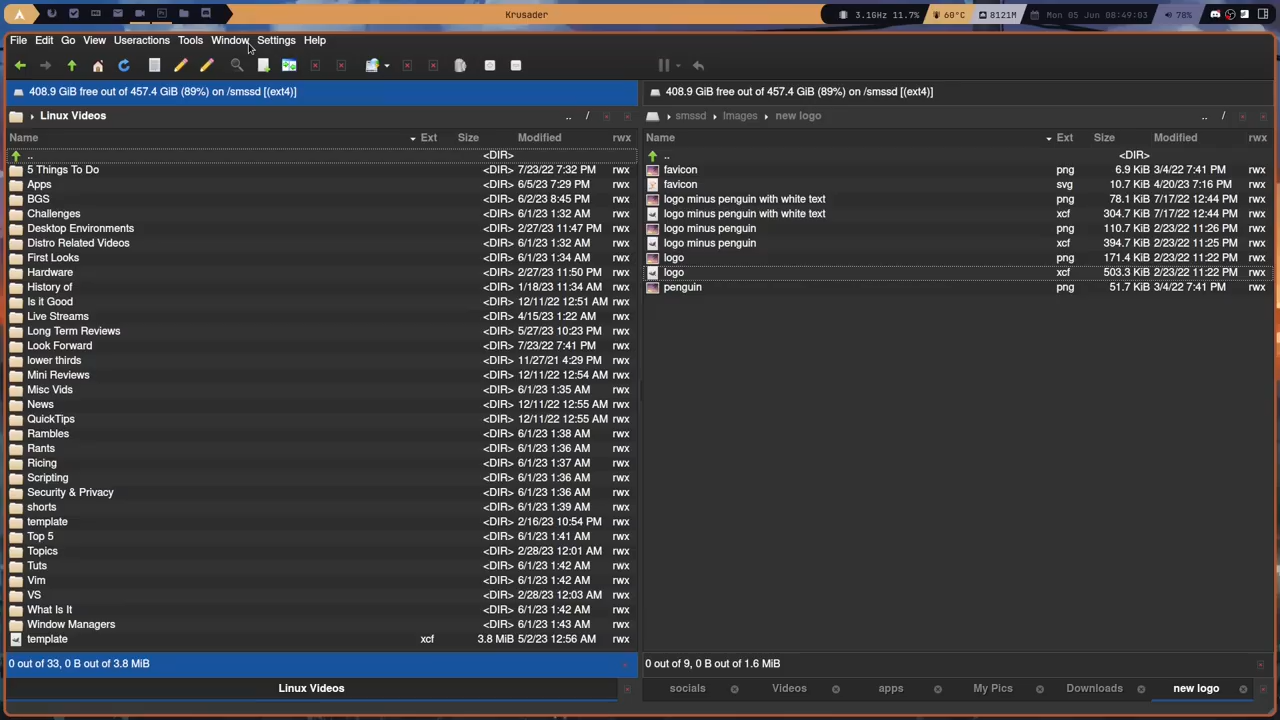 Krusader
3.1GHz 11.7% 60°C 8121M Mon 05 Jun 08:49:03 78%
File Edit Go View Useractions Tools Window Settings Help
408.9 GiB free out of 457.4 GiB (89%) on /smssd [(ext4)]
Linux Videos .. /
Name Ext Size Modified rwx
.. <DIR>
5 Things To Do <DIR> 7/23/22 7:32 PM rwx
Apps <DIR> 6/5/23 7:29 PM rwx
BGS <DIR> 6/2/23 8:45 PM rwx
Challenges <DIR> 6/1/23 1:32 AM rwx
Desktop Environments <DIR> 2/27/23 11:47 PM rwx
Distro Related Videos <DIR> 6/1/23 1:32 AM rwx
First Looks <DIR> 6/1/23 1:34 AM rwx
Hardware <DIR> 2/27/23 11:50 PM rwx
History of <DIR> 1/18/23 11:34 AM rwx
Is it Good <DIR> 12/11/22 12:51 AM rwx
Live Streams <DIR> 4/15/23 1:22 AM rwx
Long Term Reviews <DIR> 5/27/23 10:23 PM rwx
Look Forward <DIR> 7/23/22 7:41 PM rwx
lower thirds <DIR> 11/27/21 4:29 PM rwx
Mini Reviews <DIR> 12/11/22 12:54 AM rwx
Misc Vids <DIR> 6/1/23 1:35 AM rwx
News <DIR> 12/11/22 12:55 AM rwx
QuickTips <DIR> 12/11/22 12:55 AM rwx
Rambles <DIR> 6/1/23 1:38 AM rwx
Rants <DIR> 6/1/23 1:36 AM rwx
Ricing <DIR> 6/1/23 1:37 AM rwx
Scripting <DIR> 6/1/23 1:36 AM rwx
Security & Privacy <DIR> 6/1/23 1:36 AM rwx
shorts <DIR> 6/1/23 1:39 AM rwx
template <DIR> 2/16/23 10:54 PM rwx
Top 5 <DIR> 6/1/23 1:41 AM rwx
Topics <DIR> 2/28/23 12:01 AM rwx
Tuts <DIR> 6/1/23 1:42 AM rwx
Vim <DIR> 6/1/23 1:42 AM rwx
VS <DIR> 2/28/23 12:03 AM rwx
What Is It <DIR> 6/1/23 1:42 AM rwx
Window Managers <DIR> 6/1/23 1:43 AM rwx
template xcf 3.8 MiB 5/2/23 12:56 AM rwx
0 out of 33, 0 B out of 3.8 MiB
Linux Videos
408.9 GiB free out of 457.4 GiB (89%) on /smssd [(ext4)]
smssd Images new logo .. /
Name Ext Size Modified rwx
.. <DIR>
favicon png 6.9 KiB 3/4/22 7:41 PM rwx
favicon svg 10.7 KiB 4/20/23 7:16 PM rwx
logo minus penguin with white text png 78.1 KiB 7/17/22 12:44 PM rwx
logo minus penguin with white text xcf 304.7 KiB 7/17/22 12:44 PM rwx
logo minus penguin png 110.7 KiB 2/23/22 11:26 PM rwx
logo minus penguin xcf 394.7 KiB 2/23/22 11:25 PM rwx
logo png 171.4 KiB 2/23/22 11:22 PM rwx
logo xcf 503.3 KiB 2/23/22 11:22 PM rwx
penguin png 51.7 KiB 3/4/22 7:41 PM rwx
0 out of 9, 0 B out of 1.6 MiB
socials Videos apps My Pics Downloads new logo